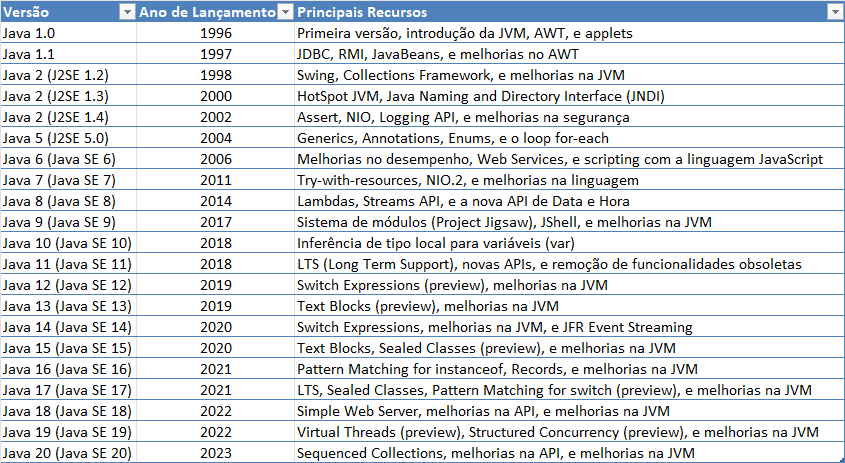 Versão Ano de Lançamento Principais Recursos
Java 1.0 1996 Primeira versão, introdução da JVM, AWT, e applets
Java 1.1 1997 JDBC, RMI, JavaBeans, e melhorias no AWT
Java 2 (J2SE 1.2) 1998 Swing, Collections Framework, e melhorias na JVM
Java 2 (J2SE 1.3) 2000 HotSpot JVM, Java Naming and Directory Interface (JNDI)
Java 2 (J2SE 1.4) 2002 Assert, NIO, Logging API, e melhorias na segurança
Java 5 (J2SE 5.0) 2004 Generics, Annotations, Enums, e o loop for-each
Java 6 (Java SE 6) 2006 Melhorias no desempenho, Web Services, e scripting com a linguagem JavaScript
Java 7 (Java SE 7) 2011 Try-with-resources, NIO.2, e melhorias na linguagem
Java 8 (Java SE 8) 2014 Lambdas, Streams API, e a nova API de Data e Hora
Java 9 (Java SE 9) 2017 Sistema de módulos (Project Jigsaw), JShell, e melhorias na JVM
Java 10 (Java SE 10) 2018 Inferência de tipo local para variáveis (var)
Java 11 (Java SE 11) 2018 LTS (Long Term Support), novas APIs, e remoção de funcionalidades obsoletas
Java 12 (Java SE 12) 2019 Switch Expressions (preview), melhorias na JVM
Java 13 (Java SE 13) 2019 Text Blocks (preview), melhorias na JVM
Java 14 (Java SE 14) 2020 Switch Expressions, melhorias na JVM, e JFR Event Streaming
Java 15 (Java SE 15) 2020 Text Blocks, Sealed Classes (preview), e melhorias na JVM
Java 16 (Java SE 16) 2021 Pattern Matching for instanceof, Records, e melhorias na JVM
Java 17 (Java SE 17) 2021 LTS, Sealed Classes, Pattern Matching for switch (preview), e melhorias na JVM
Java 18 (Java SE 18) 2022 Simple Web Server, melhorias na API, e melhorias na JVM
Java 19 (Java SE 19) 2022 Virtual Threads (preview), Structured Concurrency (preview), e melhorias na JVM
Java 20 (Java SE 20) 2023 Sequenced Collections, melhorias na API, e melhorias na JVM